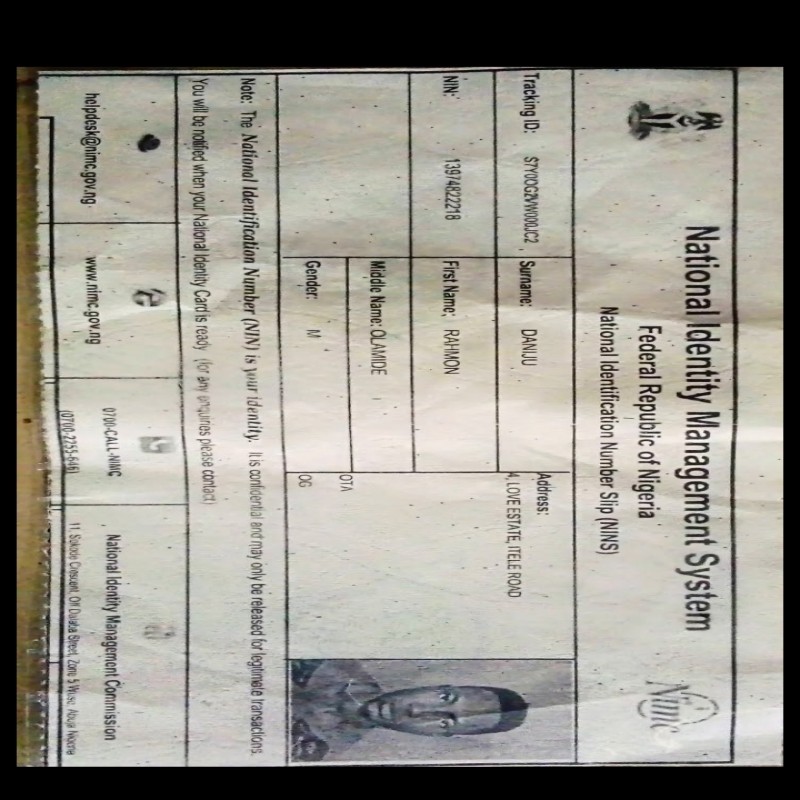 National Identity Management System
Federal Republic of Nigeria
National Identification Number Slip (NINS)
Tracking ID:
Surname: DANJU
Address:
4, LOVE ESTATE, ITELE ROAD
NIN: 13974822218
First Name: RAHMON
Middle Name: OLAMIDE
OTA
Gender: M
OG
Note: The National Identification Number (NIN) is your identity. It is confidential and may only be released for legitimate transactions.
You will be notified when your National Identity Card is ready (for any enquiries please contact)
helpdesk@nimc.gov.ng
www.nimc.gov.ng
0700-CALL-NIMC
(0700-2255-646)
National Identity Management Commission
11, Sokode Crescent, Off Dalaba Street, Zone 5 Wuse, Abuja Nigeria
nimc